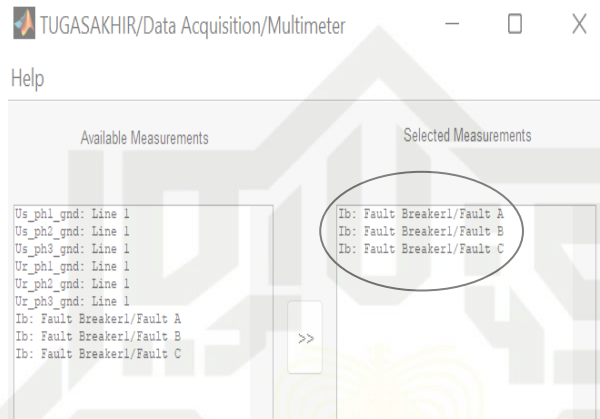 TUGASAKHIR/Data Acquisition/Multimeter
Help
Available Measurements
Selected Measurements
Us_ph1_gnd: Line 1
Us_ph2_gnd: Line 1
Us_ph3_gnd: Line 1
Ur_ph1_gnd: Line 1
Ur_ph2_gnd: Line 1
Ur_ph3_gnd: Line 1
Ib: Fault Breaker1/Fault A
Ib: Fault Breaker1/Fault B
Ib: Fault Breaker1/Fault C
>>
Ib: Fault Breaker1/Fault A
Ib: Fault Breaker1/Fault B
Ib: Fault Breaker1/Fault C